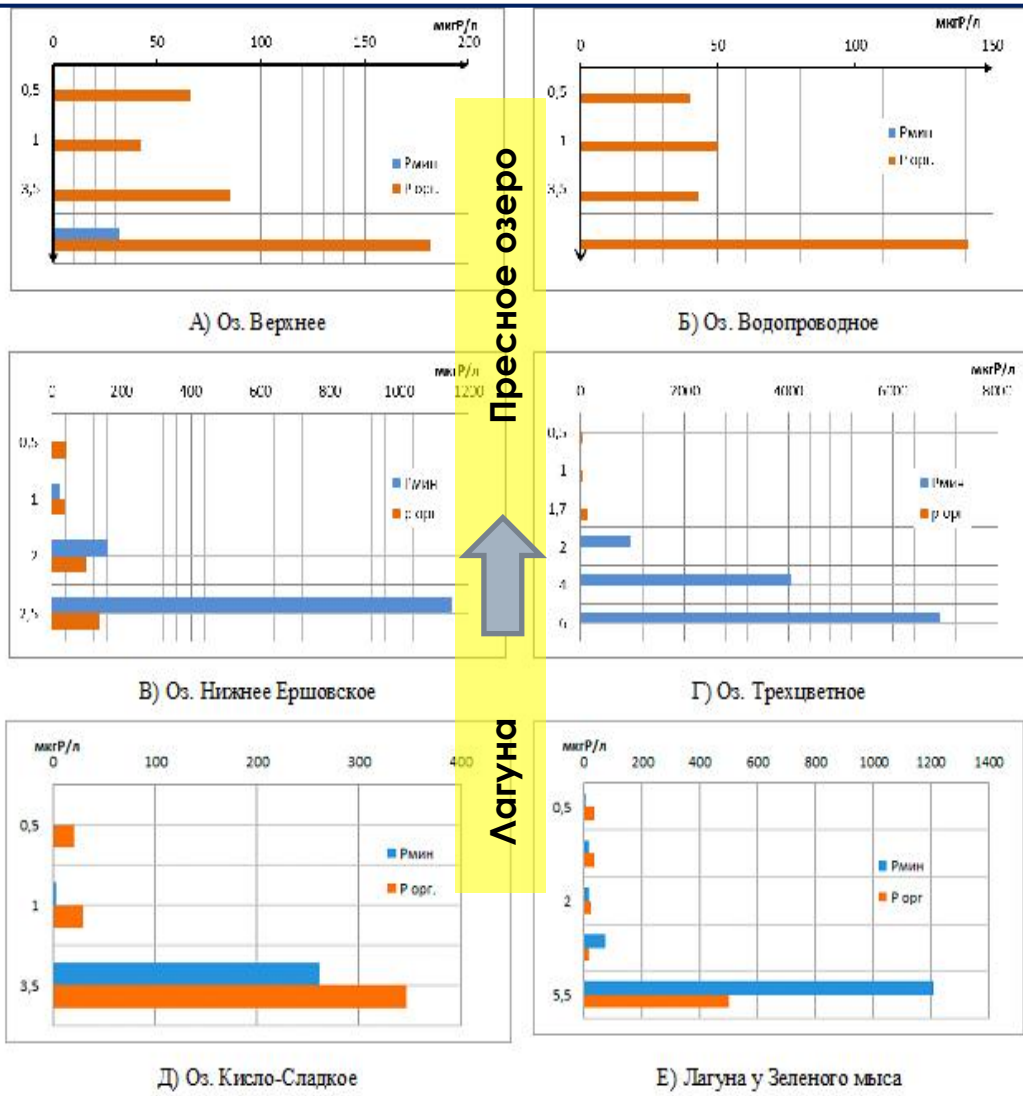 мкгР/л
0 50 100 150 200
0,5
1
3,5
Рмин
Р орг.
А) Оз. Верхнее
мкгР/л
0 50 100 150
0,5
1
3,5
Рмин
Р орг.
Б) Оз. Водопроводное
мкгР/л
0 200 400 600 800 1000 1200
0,5
1
2
2,5
Рмин
р орг
В) Оз. Нижнее Ершовское
мкгР/л
0 2000 4000 6000 8000
0,5
1
1,7
2
4
6
Рмин
р орг
Г) Оз. Трехцветное
Пресное озеро
Лагуна
мкгР/л
0 100 200 300 400
0,5
1
3,5
Рмин
Р орг.
Д) Оз. Кисло-Сладкое
мкгР/л
0 200 400 600 800 1000 1200 1400
0,5
2
5,5
Рмин
Р орг
Е) Лагуна у Зеленого мыса